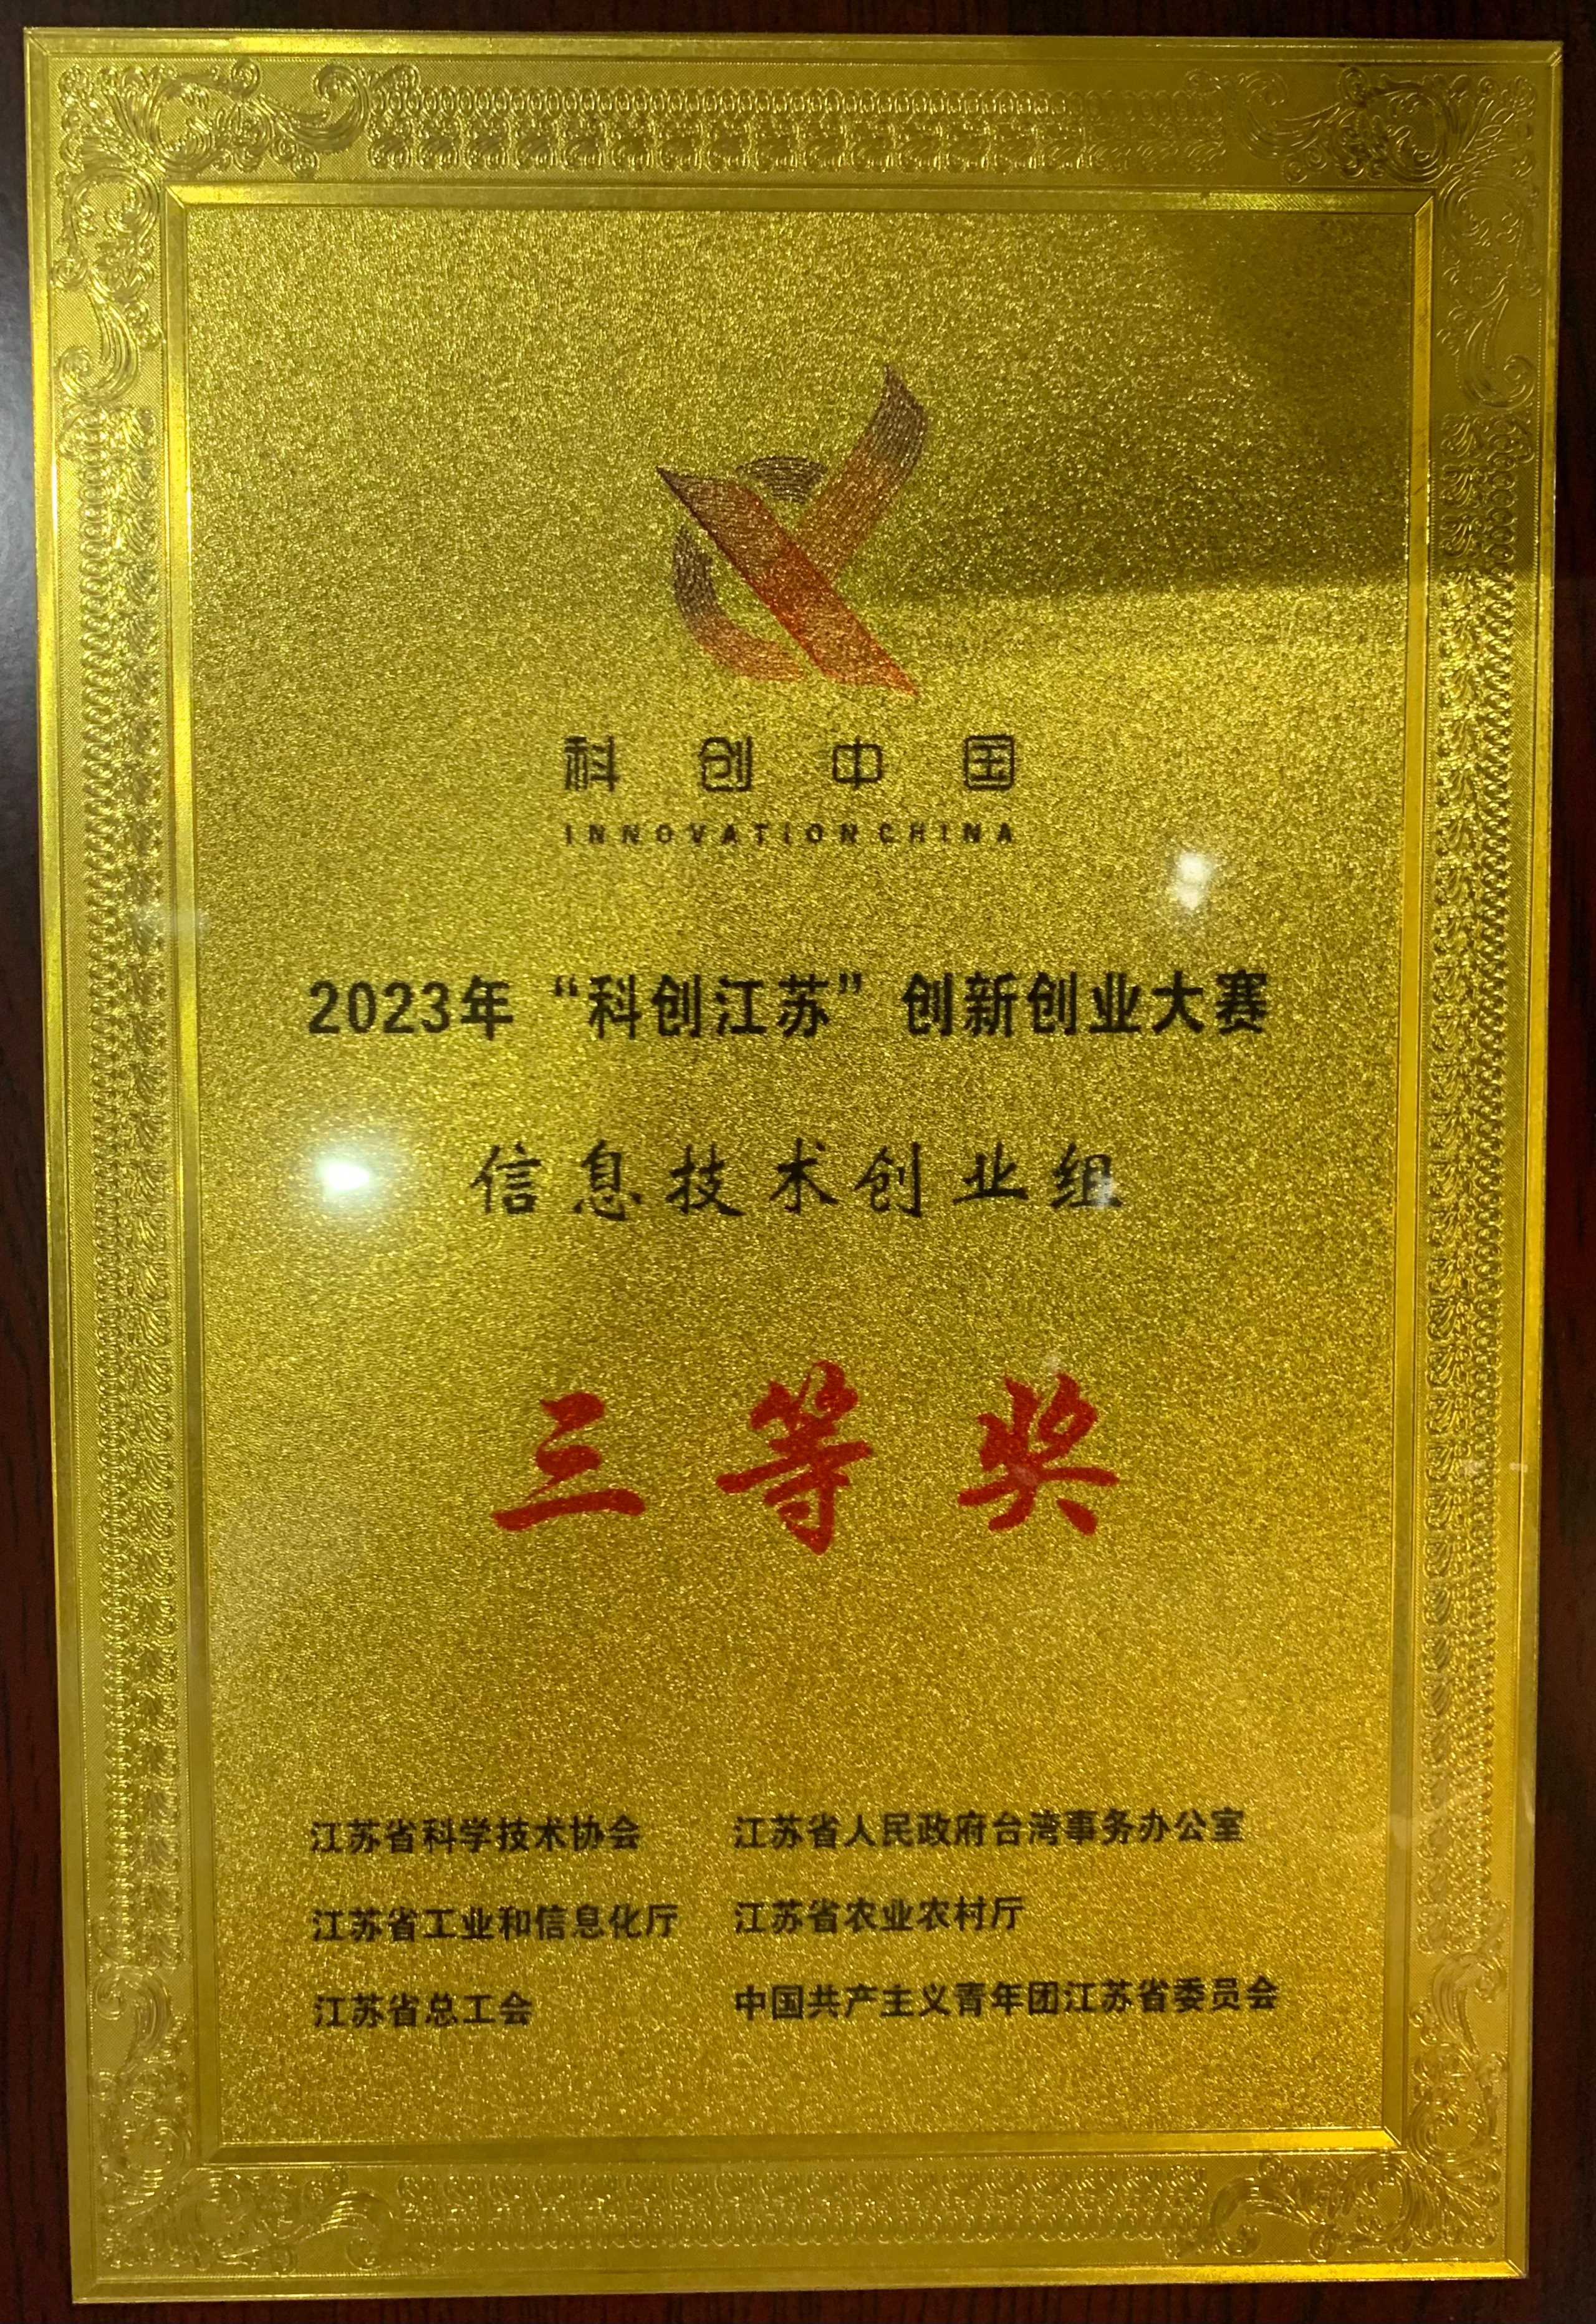 科创中国
INNOVATION CHINA
2023年“科创江苏”创新创业大赛
信息技术创业组
三等奖
江苏省科学技术协会 江苏省人民政府台湾事务办公室
江苏省工业和信息化厅 江苏省农业农村厅
江苏省总工会 中国共产主义青年团江苏省委员会